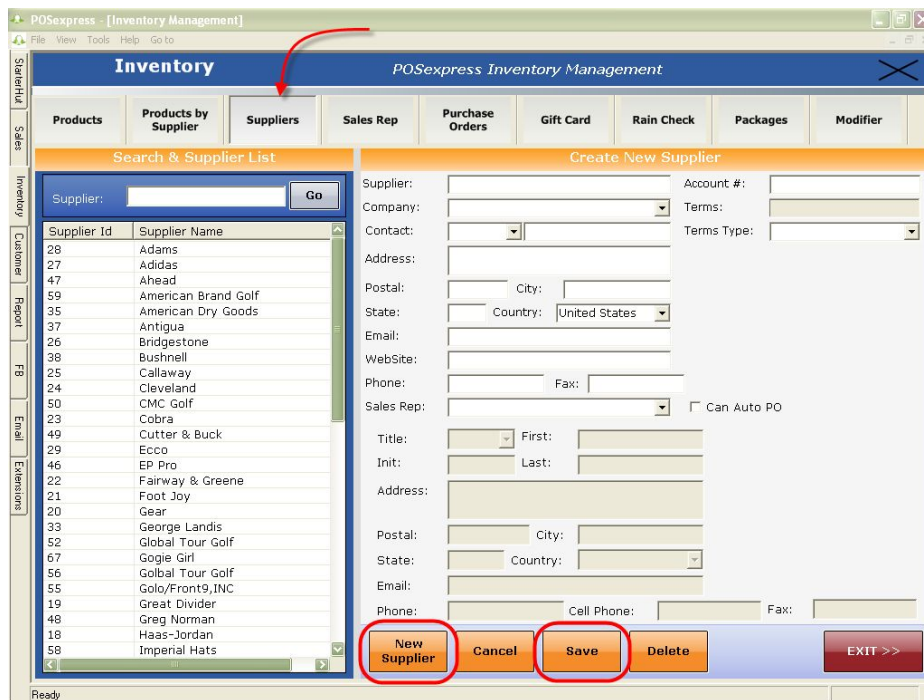 POSexpress - [Inventory Management]
File View Tools Help Go to
StarterHut
Sales
Inventory
Customer
Report
FB
Email
Extensions
Inventory
POSexpress Inventory Management
Products
Products by
Supplier
Suppliers
Sales Rep
Purchase
Orders
Gift Card
Rain Check
Packages
Modifier
Search & Supplier List
Supplier:
Go
Supplier Id Supplier Name
28 Adams
27 Adidas
47 Ahead
59 American Brand Golf
35 American Dry Goods
37 Antigua
26 Bridgestone
38 Bushnell
25 Callaway
24 Cleveland
50 CMC Golf
23 Cobra
49 Cutter & Buck
29 Ecco
46 EP Pro
22 Fairway & Greene
21 Foot Joy
20 Gear
33 George Landis
52 Global Tour Golf
67 Gogie Girl
56 Golbal Tour Golf
55 Golo/Front9,INC
19 Great Divider
48 Greg Norman
18 Haas-Jordan
58 Imperial Hats
Create New Supplier
Supplier: Account #:
Company: Terms:
Contact: Terms Type:
Address:
Postal: City:
State: Country: United States
Email:
WebSite:
Phone: Fax:
Sales Rep: Can Auto PO
Title: First:
Init: Last:
Address:
Postal: City:
State: Country:
Email:
Phone: Cell Phone: Fax:
New
Supplier
Cancel
Save
Delete
EXIT >>
Ready